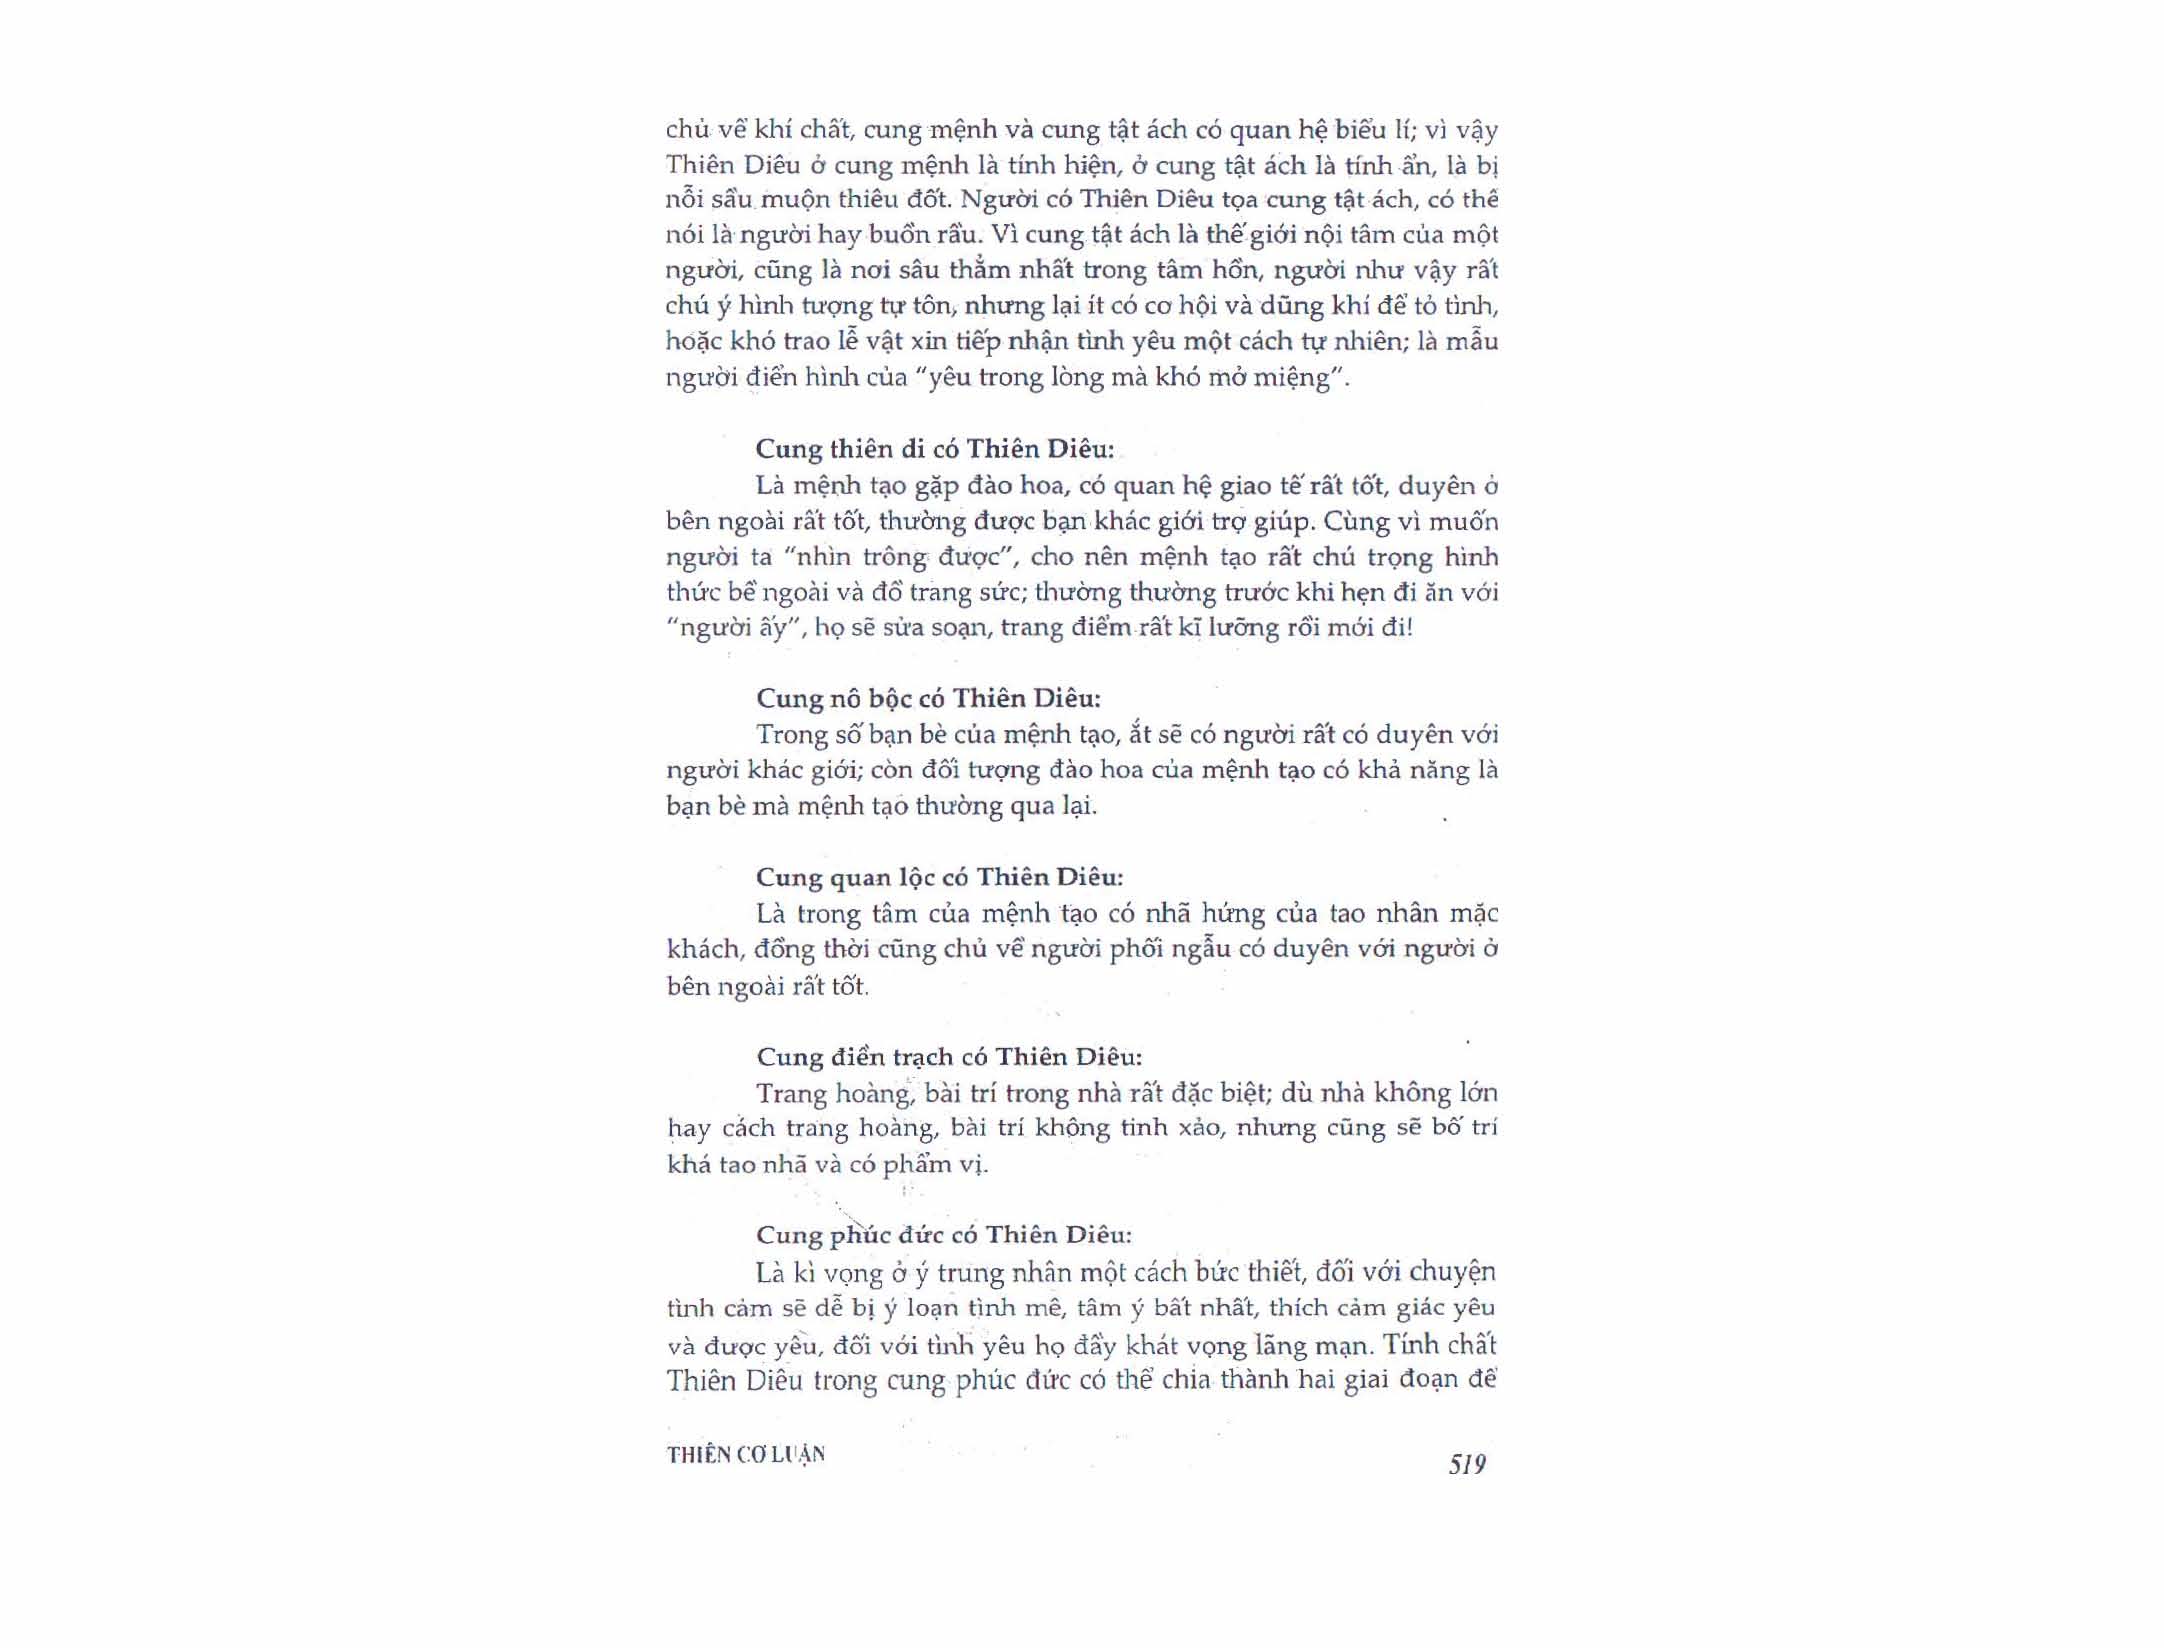 chủ về khí chất, cung mệnh và cung tật ách có quan hệ biểu lí; vì vậy
Thiên Diêu ở cung mệnh là tính hiện, ở cung tật ách là tính ẩn, là bị
nỗi sầu muộn thiêu đốt. Người có Thiên Diêu tọa cung tật ách, có thể
nói là người hay buồn rầu. Vì cung tật ách là thế giới nội tâm của một
người, cũng là nơi sâu thẳm nhất trong tâm hồn, người như vậy rất
chú ý hình tượng tự tôn, nhưng lại ít có cơ hội và dũng khí để tỏ tình,
hoặc khó trao lễ vật xin tiếp nhận tình yêu một cách tự nhiên; là mẫu
người điển hình của "yêu trong lòng mà khó mở miệng".
Cung thiên di có Thiên Diêu:
Là mệnh tạo gặp đào hoa, có quan hệ giao tế rất tốt, duyên ở
bên ngoài rất tốt, thường được bạn khác giới trợ giúp. Cùng vì muốn
người ta "nhìn trông được", cho nên mệnh tạo rất chú trọng hình
thức bề ngoài và đồ trang sức; thường thường trước khi hẹn đi ăn với
"người ấy", họ sẽ sửa soạn, trang điểm rất kĩ lưỡng rồi mới đi!
Cung nô bộc có Thiên Diêu:
Trong số bạn bè của mệnh tạo, ắt sẽ có người rất có duyên với
người khác giới; còn đối tượng đào hoa của mệnh tạo có khả năng là
bạn bè mà mệnh tạo thường qua lại.
Cung quan lộc có Thiên Diêu:
Là trong tâm của mệnh tạo có nhã hứng của tao nhân mặc
khách, đồng thời cũng chủ về người phối ngẫu có duyên với người ở
bên ngoài rất tốt.
Cung điền trạch có Thiên Diêu:
Trang hoàng, bài trí trong nhà rất đặc biệt; dù nhà không lớn
hay cách trang hoàng, bài trí không tinh xảo, nhưng cũng sẽ bố trí
khá tao nhã và có phẩm vị.
Cung phúc đức có Thiên Diêu:
Là kì vọng ở ý trung nhân một cách bức thiết, đối với chuyện
tình cảm sẽ dễ bị ý loạn tình mê, tâm ý bất nhất, thích cảm giác yêu
và được yêu, đối với tình yêu họ đầy khát vọng lãng mạn. Tính chất
Thiên Diêu trong cung phúc đức có thể chia thành hai giai đoạn để
THIÊN CƠ LUẬN
519